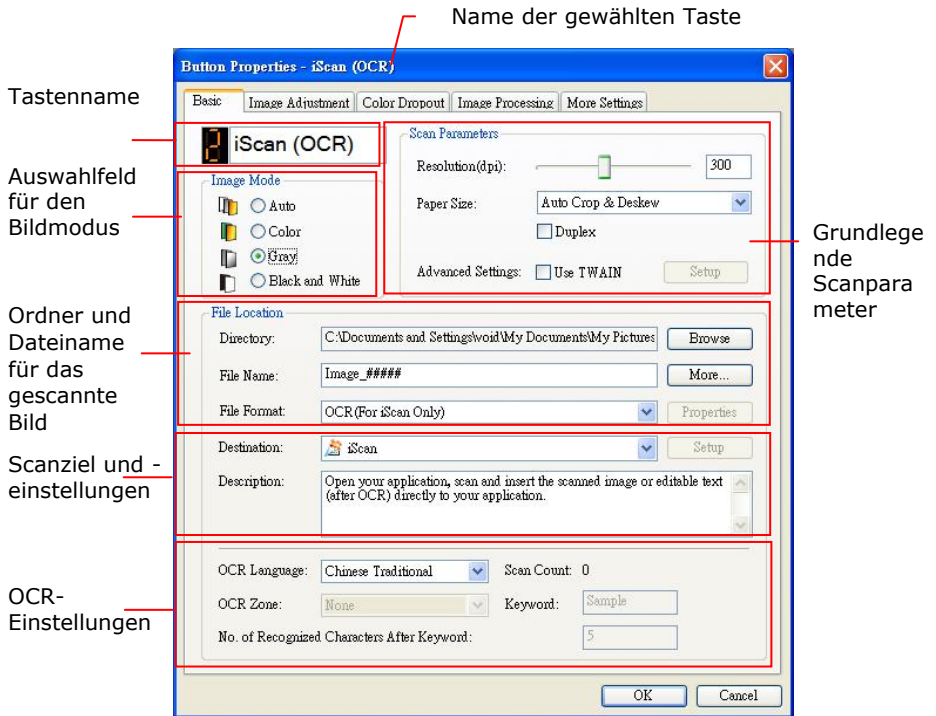 Name der gewählten Taste
Button Properties - iScan (OCR)
Tastenname
Basic Image Adjustment Color Dropout Image Processing More Settings
2 iScan (OCR)
Auswahlfeld
für den
Bildmodus
Image Mode
Auto
Color
Gray
Black and White
Scan Parameters
Resolution(dpi): 300
Paper Size: Auto Crop & Deskew
Duplex
Advanced Settings: Use TWAIN Setup
Grundlege
nde
Scanpara
meter
Ordner und
Dateiname
für das
gescannte
Bild
File Location
Directory: C:\Documents and Settings\void\My Documents\My Pictures Browse
File Name: Image_##### More...
File Format: OCR(For iScan Only) Properties
Scanziel und -
einstellungen
Destination: iScan Setup
Description: Open your application, scan and insert the scanned image or editable text
(after OCR) directly to your application.
OCR-
Einstellungen
OCR Language: Chinese Traditional Scan Count: 0
OCR Zone: None Keyword: Sample
No. of Recognized Characters After Keyword: 5
OK Cancel